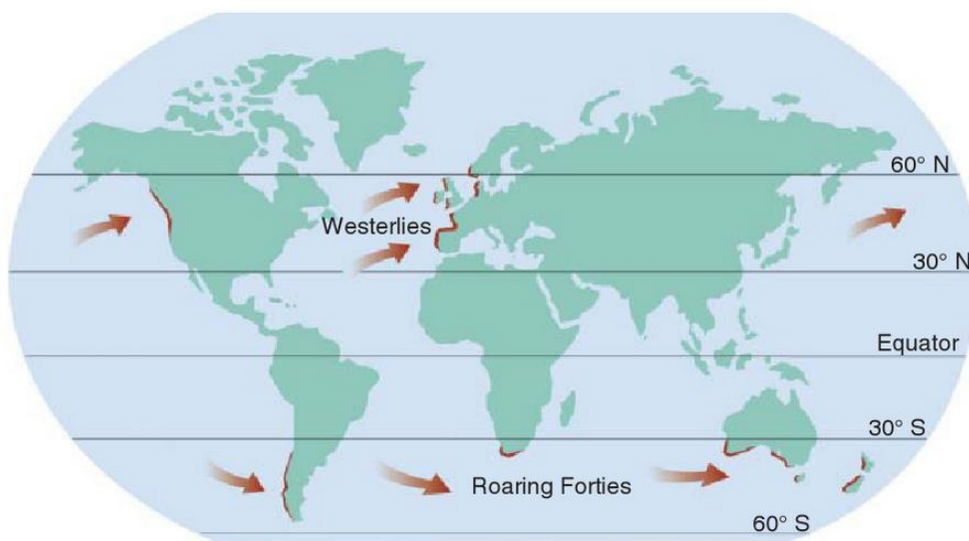 60° N
Westerlies
30° N
Equator
30° S
Roaring Forties
60° S